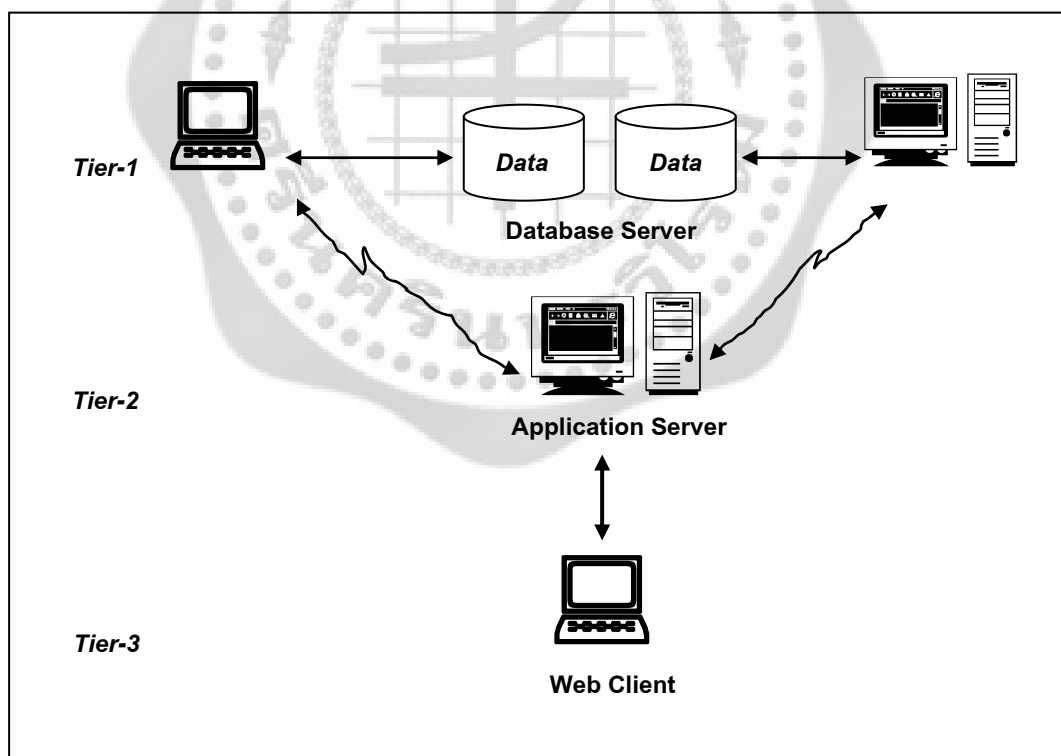 Tier-1
Data
Data
Database Server
Tier-2
Application Server
Tier-3
Web Client